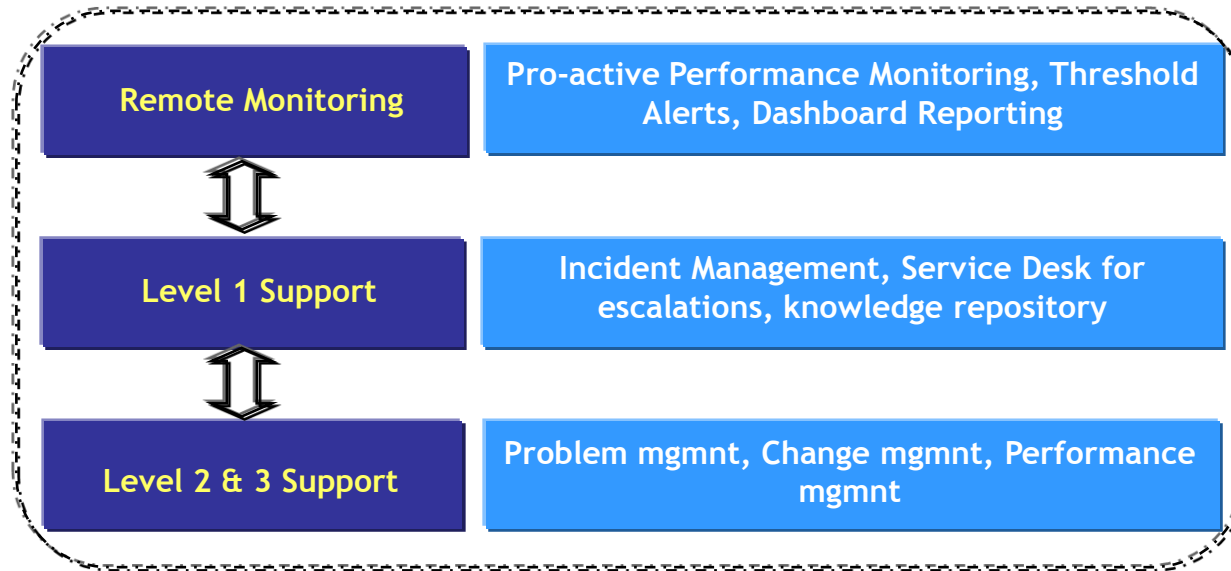 Remote Monitoring
Pro-active Performance Monitoring, Threshold
Alerts, Dashboard Reporting
Level 1 Support
Incident Management, Service Desk for
escalations, knowledge repository
Level 2 & 3 Support
Problem mgmnt, Change mgmnt, Performance
mgmnt